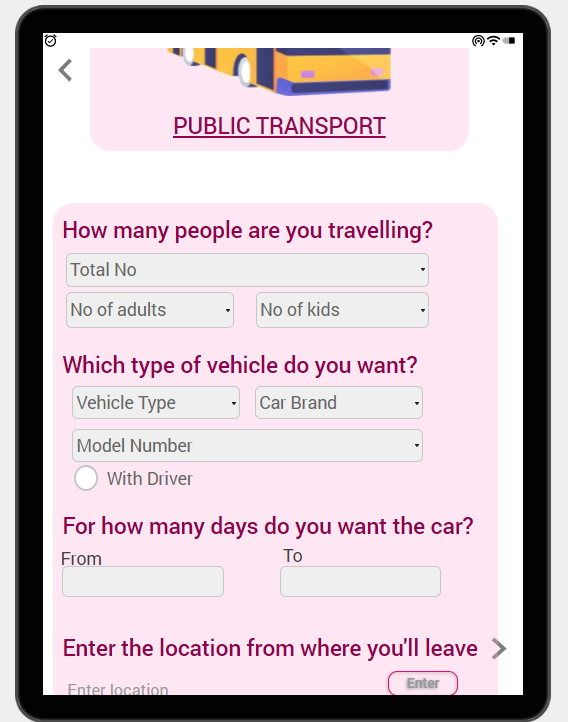 PUBLIC TRANSPORT
How many people are you travelling?
Total No
No of adults No of kids
Which type of vehicle do you want?
Vehicle Type Car Brand
Model Number
With Driver
For how many days do you want the car?
From To
Enter the location from where you'll leave
Enter location Enter